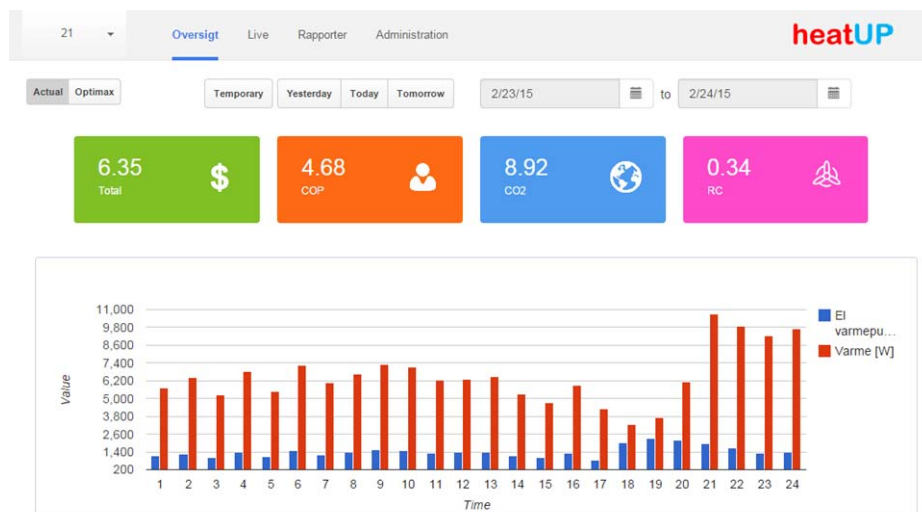 21 Oversigt Live Rapporter Administration heatUP
Actual Optimax Temporary Yesterday Today Tomorrow 2/23/15 to 2/24/15
6.35 $ 4.68 8.92 0.34
Total COP CO2 RC
11,000
9,800
8,600
7,400
6,200
5,000
3,800
2,600
1,400
200
Value
El
varmepu...
Varme [W]
1 2 3 4 5 6 7 8 9 10 11 12 13 14 15 16 17 18 19 20 21 22 23 24
Time